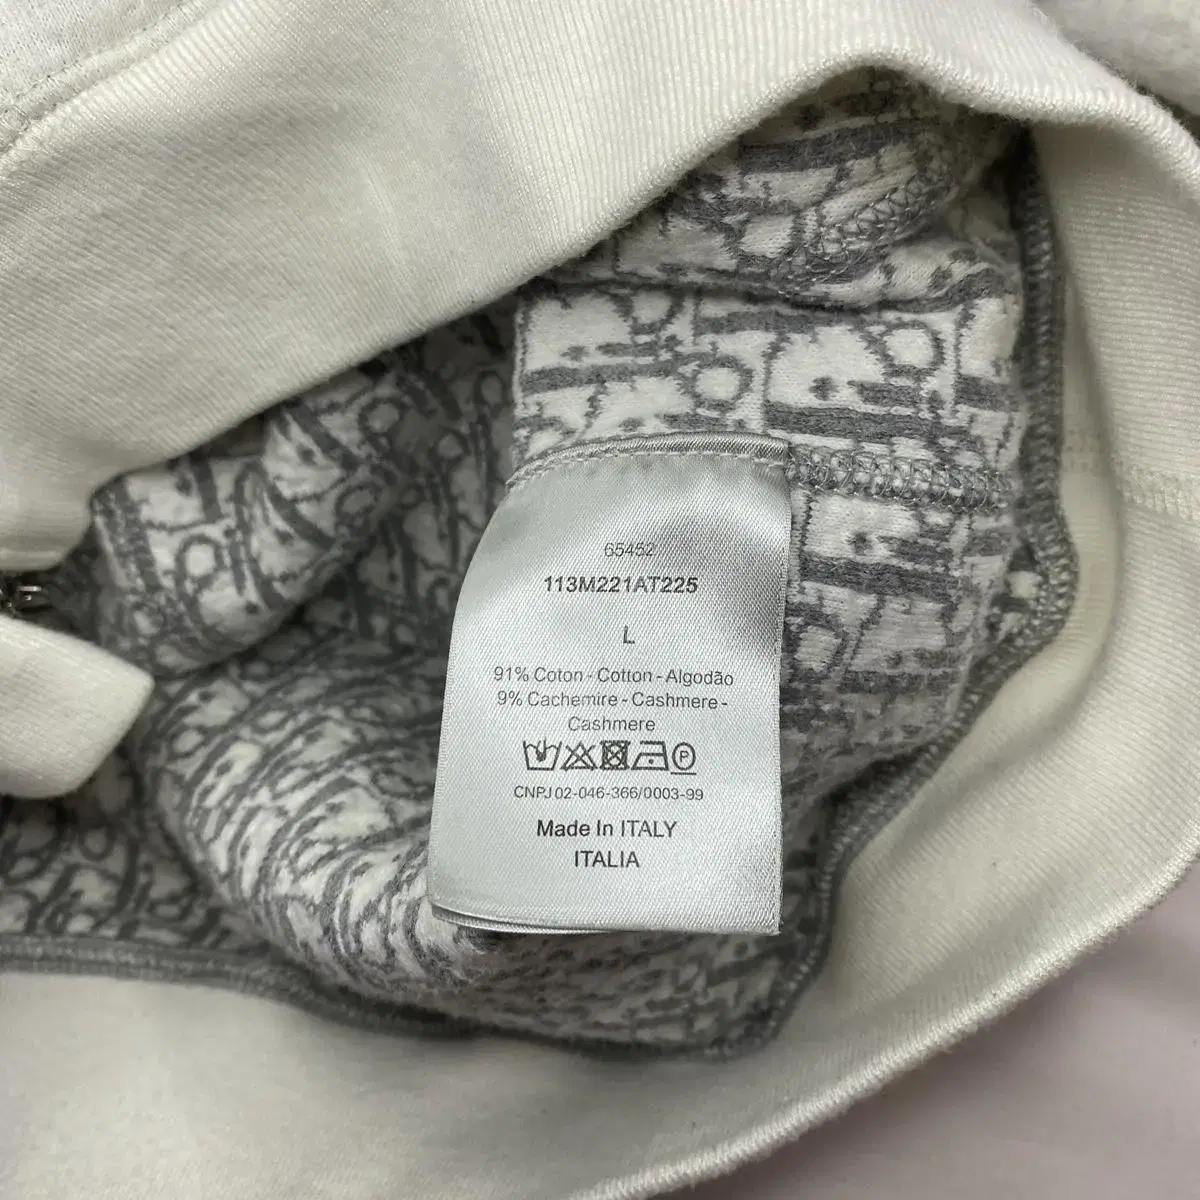 65452
113M221AT225
L
91% Coton - Cotton - Algodão
9% Cachemire - Cashmere -
Cashmere
P
CNPJ 02-046-366/0003-99
Made In ITALY
ITALIA